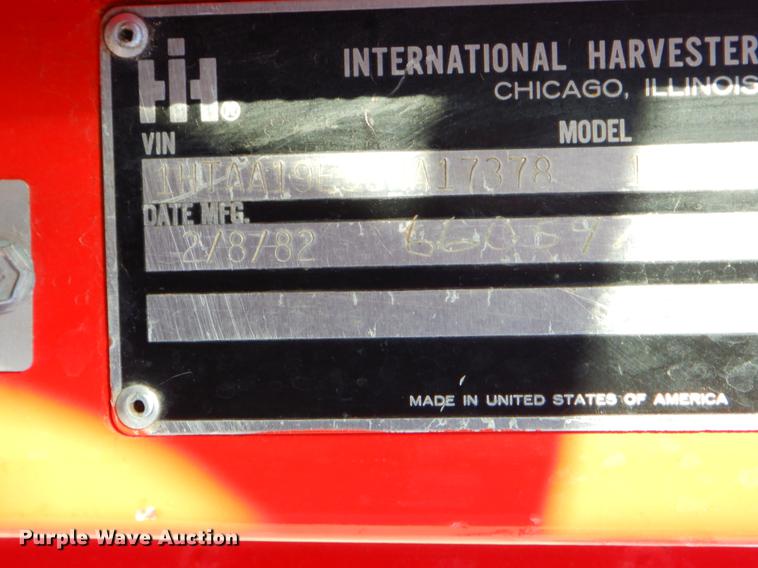 IH®
INTERNATIONAL HARVESTER
CHICAGO, ILLINOIS
VIN
MODEL
DATE MFG.
2/8/82
MADE IN UNITED STATES OF AMERICA
Purple Wave Auction